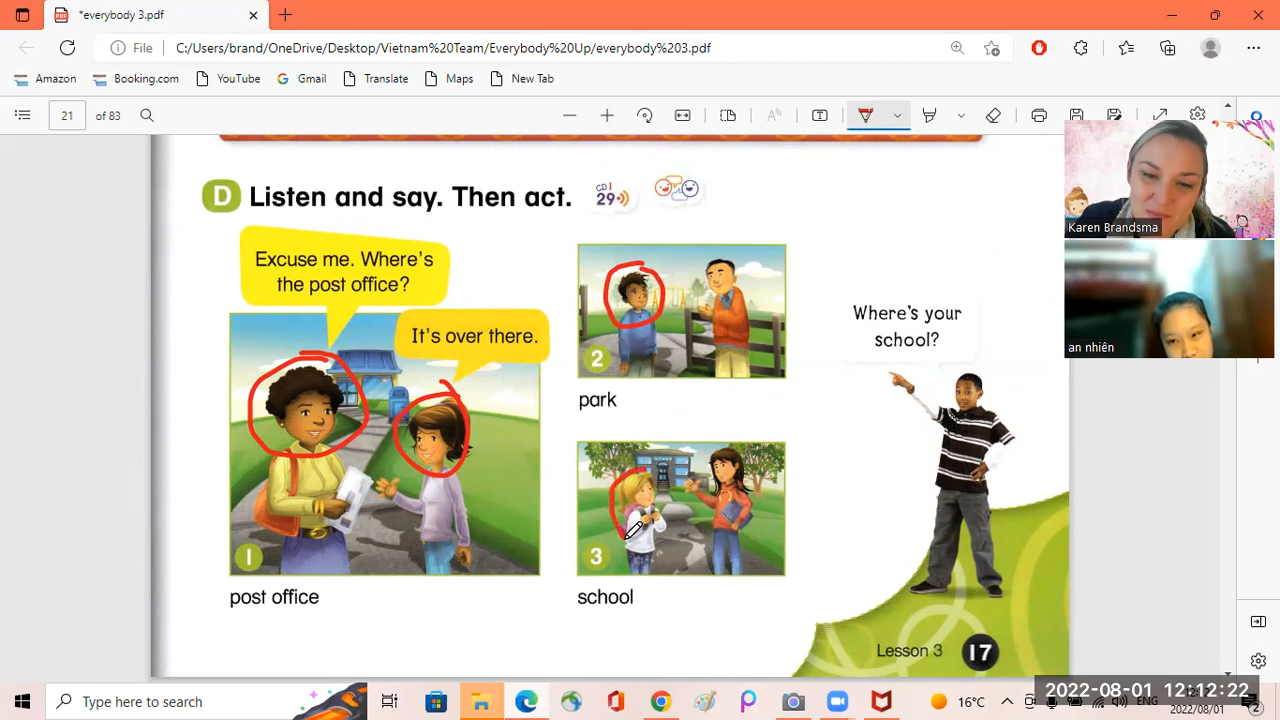 *everybody 3.pdf
File
C:/Users/brand/OneDrive/Desktop/Vietnam%20Team/Everybody%20Up/everybody%203.pdf
Amazon
Booking.com
YouTube
Gmail
Translate
Maps
New Tab
21
of 83
D Listen and say. Then act.
CD 1
29
Excuse me. Where's
the post office?
It's over there.
1
post office
2
park
3
school
Where's your
school?
Lesson 3 17
Karen Brandsma
an nhiên
Type here to search
16°C
ENG
2022-08-01 12:12:22
2022/08/01